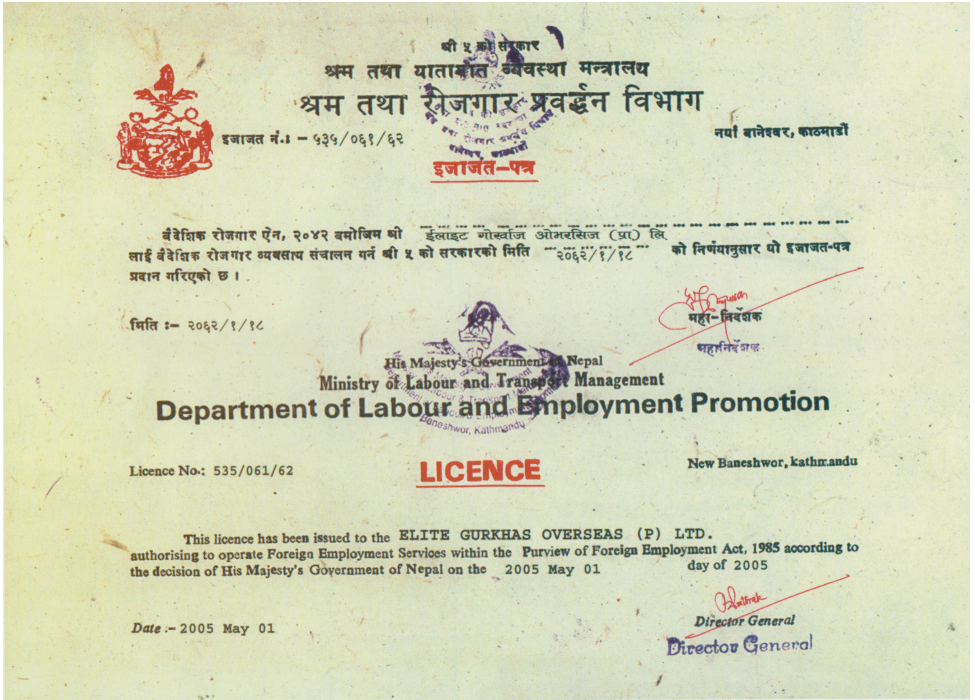 श्री ५ को सरकार
श्रम तथा यातायात व्यवस्था मन्त्रालय
श्रम तथा रोजगार प्रवर्द्धन विभाग
इजाजत नं.: - ५३५/०६१/६२
नयाँ बानेश्वर, काठमाडौं
इजाजत-पत्र
बैदेशिक रोजगार ऐन, २०४२ बमोजिम श्री ईलाइट गोर्खाज ओभरसिज (प्रा) लि
लाई बैदेशिक रोजगार व्यवसाय संचालन गर्न श्री ५ को सरकारको मिति २०६२/१/१८ को निर्णयानुसार यो इजाजत-पत्र
प्रदान गरिएको छ ।
मिति :- २०६२/१/१८
महा-निर्देशक
महानिर्देशक
His Majesty's Government of Nepal
Ministry of Labour and Transport Management
Department of Labour and Employment Promotion
Baneshwor, Kathmandu
Licence No.: 535/061/62
LICENCE
New Baneshwor, kathmandu
This licence has been issued to the ELITE GURKHAS OVERSEAS (P) LTD.
authorising to operate Foreign Employment Services within the Purview of Foreign Employment Act, 1985 according to
the decision of His Majesty's Government of Nepal on the 2005 May 01 day of 2005
Date :- 2005 May 01
Director General
Director General